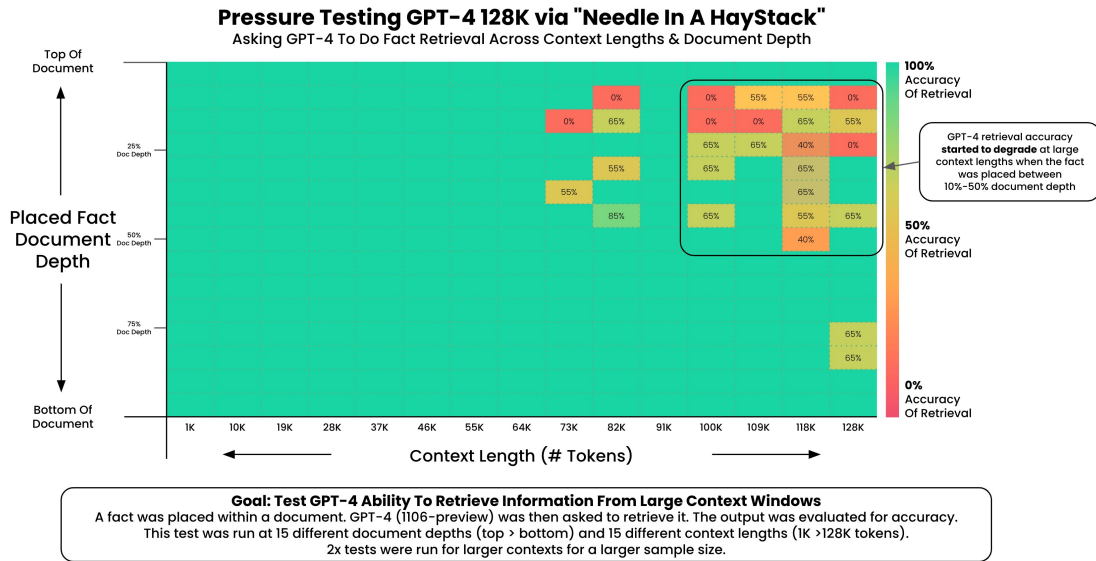 Pressure Testing GPT-4 128K via "Needle In A HayStack"
Asking GPT-4 To Do Fact Retrieval Across Context Lengths & Document Depth
Top Of
Document
25%
Doc Depth
Placed Fact
Document
Depth
50%
Doc Depth
75%
Doc Depth
Bottom Of
Document
0% 0% 55% 55% 0%
0% 65% 0% 0% 65% 55%
65% 65% 40% 0%
55% 65% 65%
55% 65%
85% 65% 55% 65%
40%
65%
65%
100%
Accuracy
Of Retrieval
50%
Accuracy
Of Retrieval
0%
Accuracy
Of Retrieval
GPT-4 retrieval accuracy
started to degrade at large
context lengths when the fact
was placed between
10%-50% document depth
1K 10K 19K 28K 37K 46K 55K 64K 73K 82K 91K 100K 109K 118K 128K
Context Length (# Tokens)
Goal: Test GPT-4 Ability To Retrieve Information From Large Context Windows
A fact was placed within a document. GPT-4 (1106-preview) was then asked to retrieve it. The output was evaluated for accuracy.
This test was run at 15 different document depths (top > bottom) and 15 different context lengths (1K >128K tokens).
2x tests were run for larger contexts for a larger sample size.